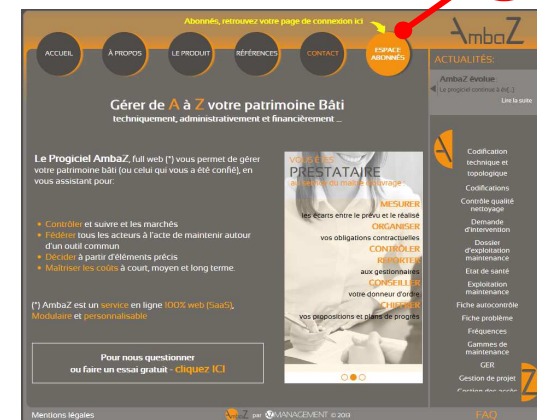 Abonnés, retrouvez votre page de connexion ici
ACCUEIL
À PROPOS
LE PRODUIT
RÉFÉRENCES
CONTACT
ESPACE
ABONNÉS
AmbaZ
ACTUALITÉS:
AmbaZ évolue:
Le progiciel continue à év[..]
Lire la suite
Gérer de A à Z votre patrimoine Bâti
techniquement, administrativement et financièrement ...
Le Progiciel AmbaZ, full web (*) vous permet de gérer
votre patrimoine bâti (ou celui qui vous a été confié), en
vous assistant pour:
Contrôler et suivre et les marchés
Fédérer tous les acteurs à l'acte de maintenir autour
d'un outil commun
Décider à partir d'éléments précis
Maîtriser les coûts à court, moyen et long terme.
(*) AmbaZ est un service en ligne 100% web (SaaS),
Modulaire et personnalisable
Pour nous questionner
ou faire un essai gratuit - cliquez ICI
VOUS ÊTES
PRESTATAIRE
au service du maître d'ouvrage
MESURER
les écarts entre le prévu et le réalisé
ORGANISER
vos obligations contractuelles
CONTRÔLER
REPORTER
aux gestionnaires
CONSEILLER
votre donneur d'ordre
CHIFFRER
vos propositions et plans de progrès
A
Codification
technique et
topologique
Codifications
Contrôle qualité
nettoyage
Demande
d'intervention
Dossier
d'exploitation
maintenance
Etat de santé
Exploitation
maintenance
Fiche autocontrôle
Fiche problème
Fréquences
Gammes de
maintenance
GER
Gestion de projet
Gestion des accès
Z
Mentions légales
AmbaZ par MANAGEMENT © 2013
FAQ